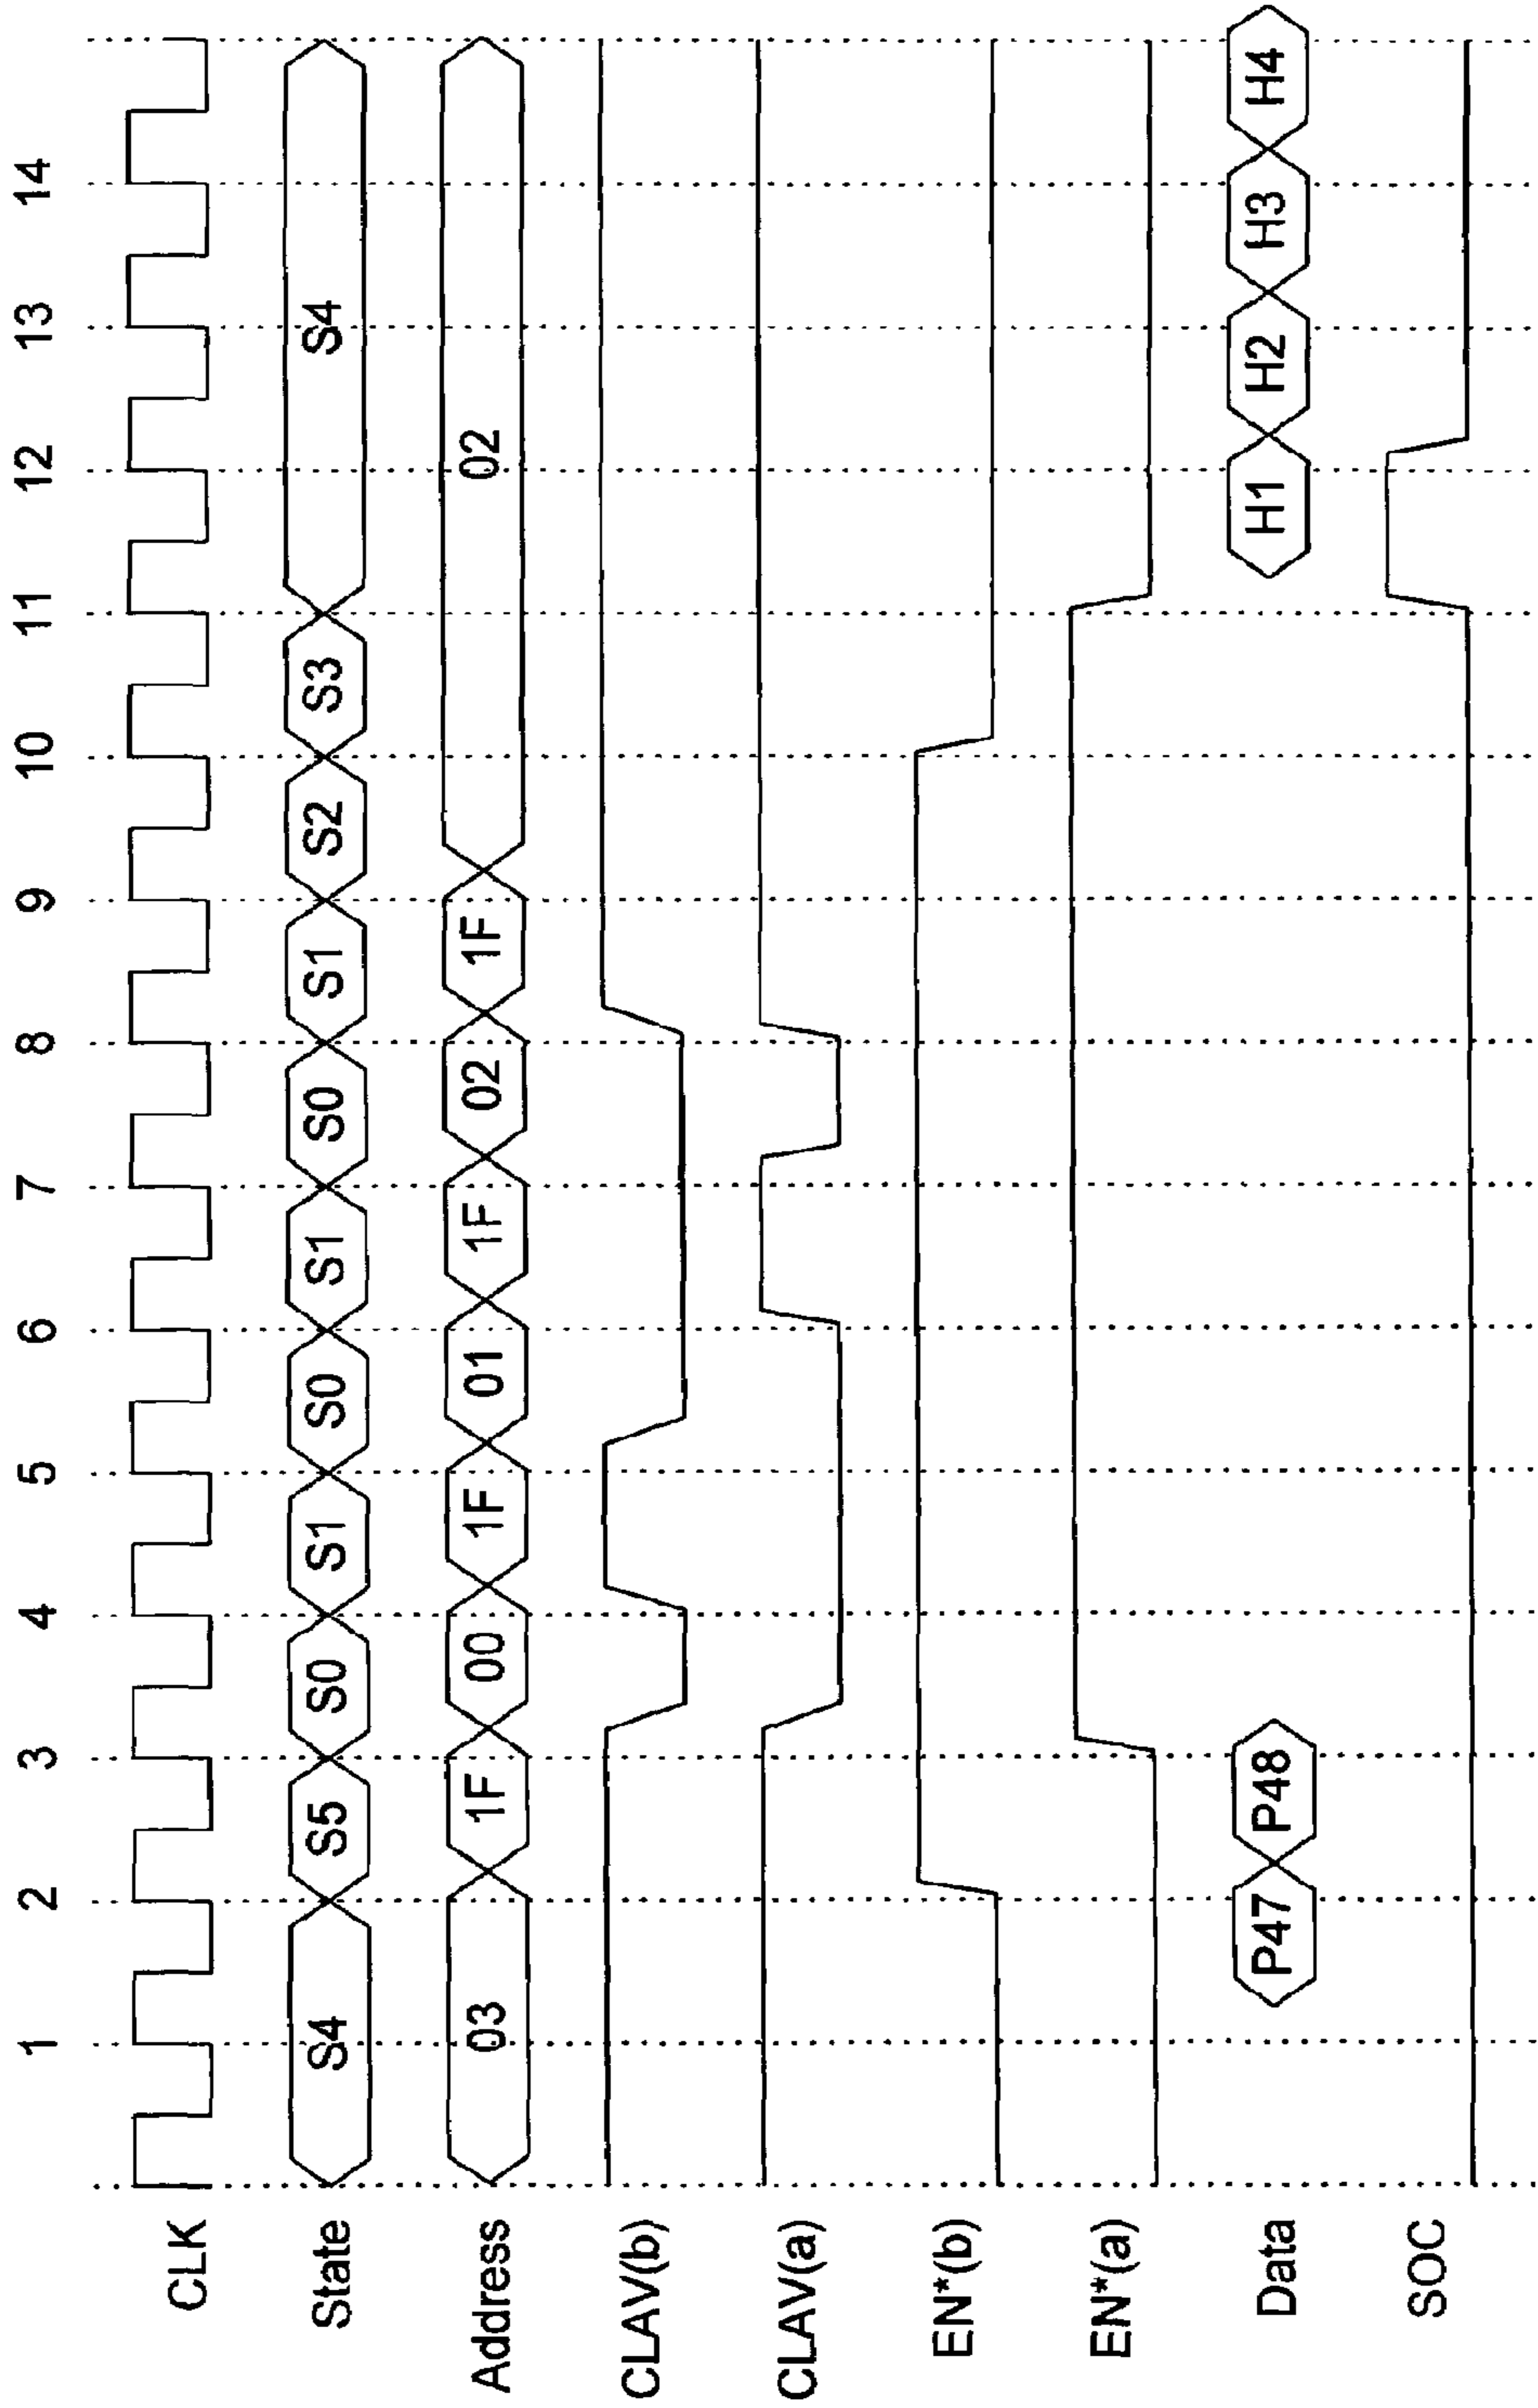 1 2 3 4 5 6 7 8 9 10 11 12 13 14
CLK
State S4 S5 S0 S1 S0 S1 S0 S1 S2 S3 S4
Address 03 1F 00 1F 01 1F 02 1F 02
CLAV(b)
CLAV(a)
EN*(b)
EN*(a)
Data P47 P48 H1 H2 H3 H4
SOC